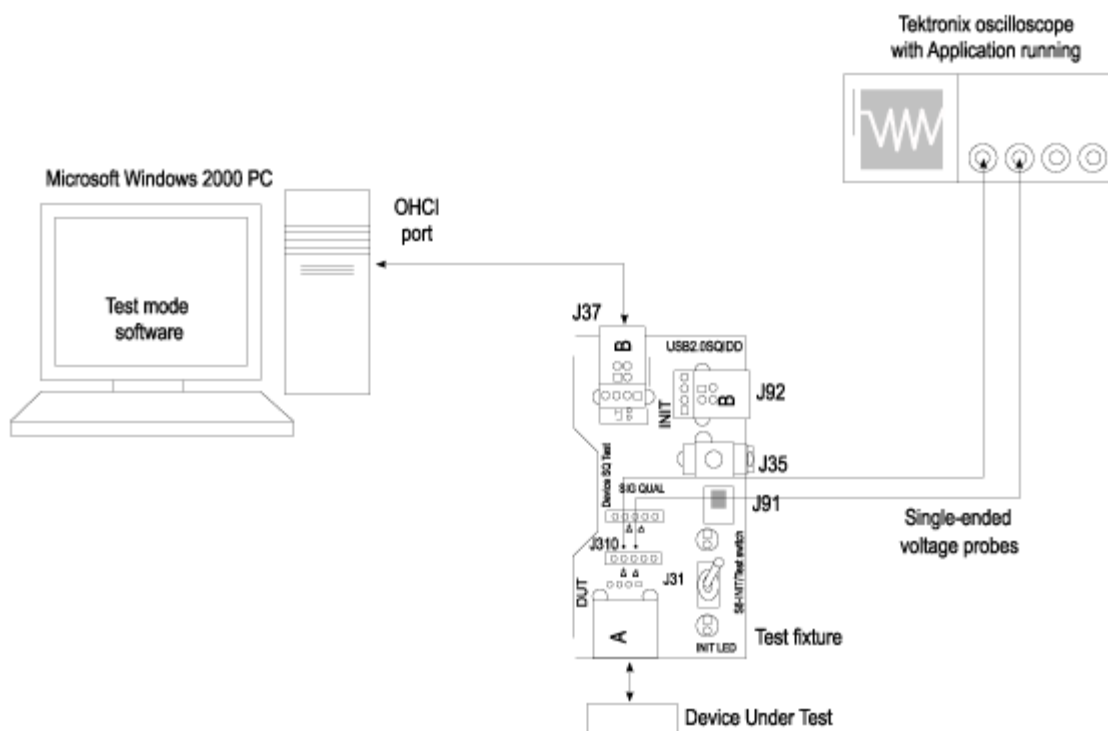 Tektronix oscilloscope
with Application running
Microsoft Windows 2000 PC
OHCI
port
Test mode
software
J37
B
USB2.0SQIDD
INIT
B
J92
J35
Device SQ Test
SIG QUAL
J91
Single-ended
voltage probes
J310
J31
S6-INIT/Test switch
DUT
A
INIT LED
Test fixture
Device Under Test